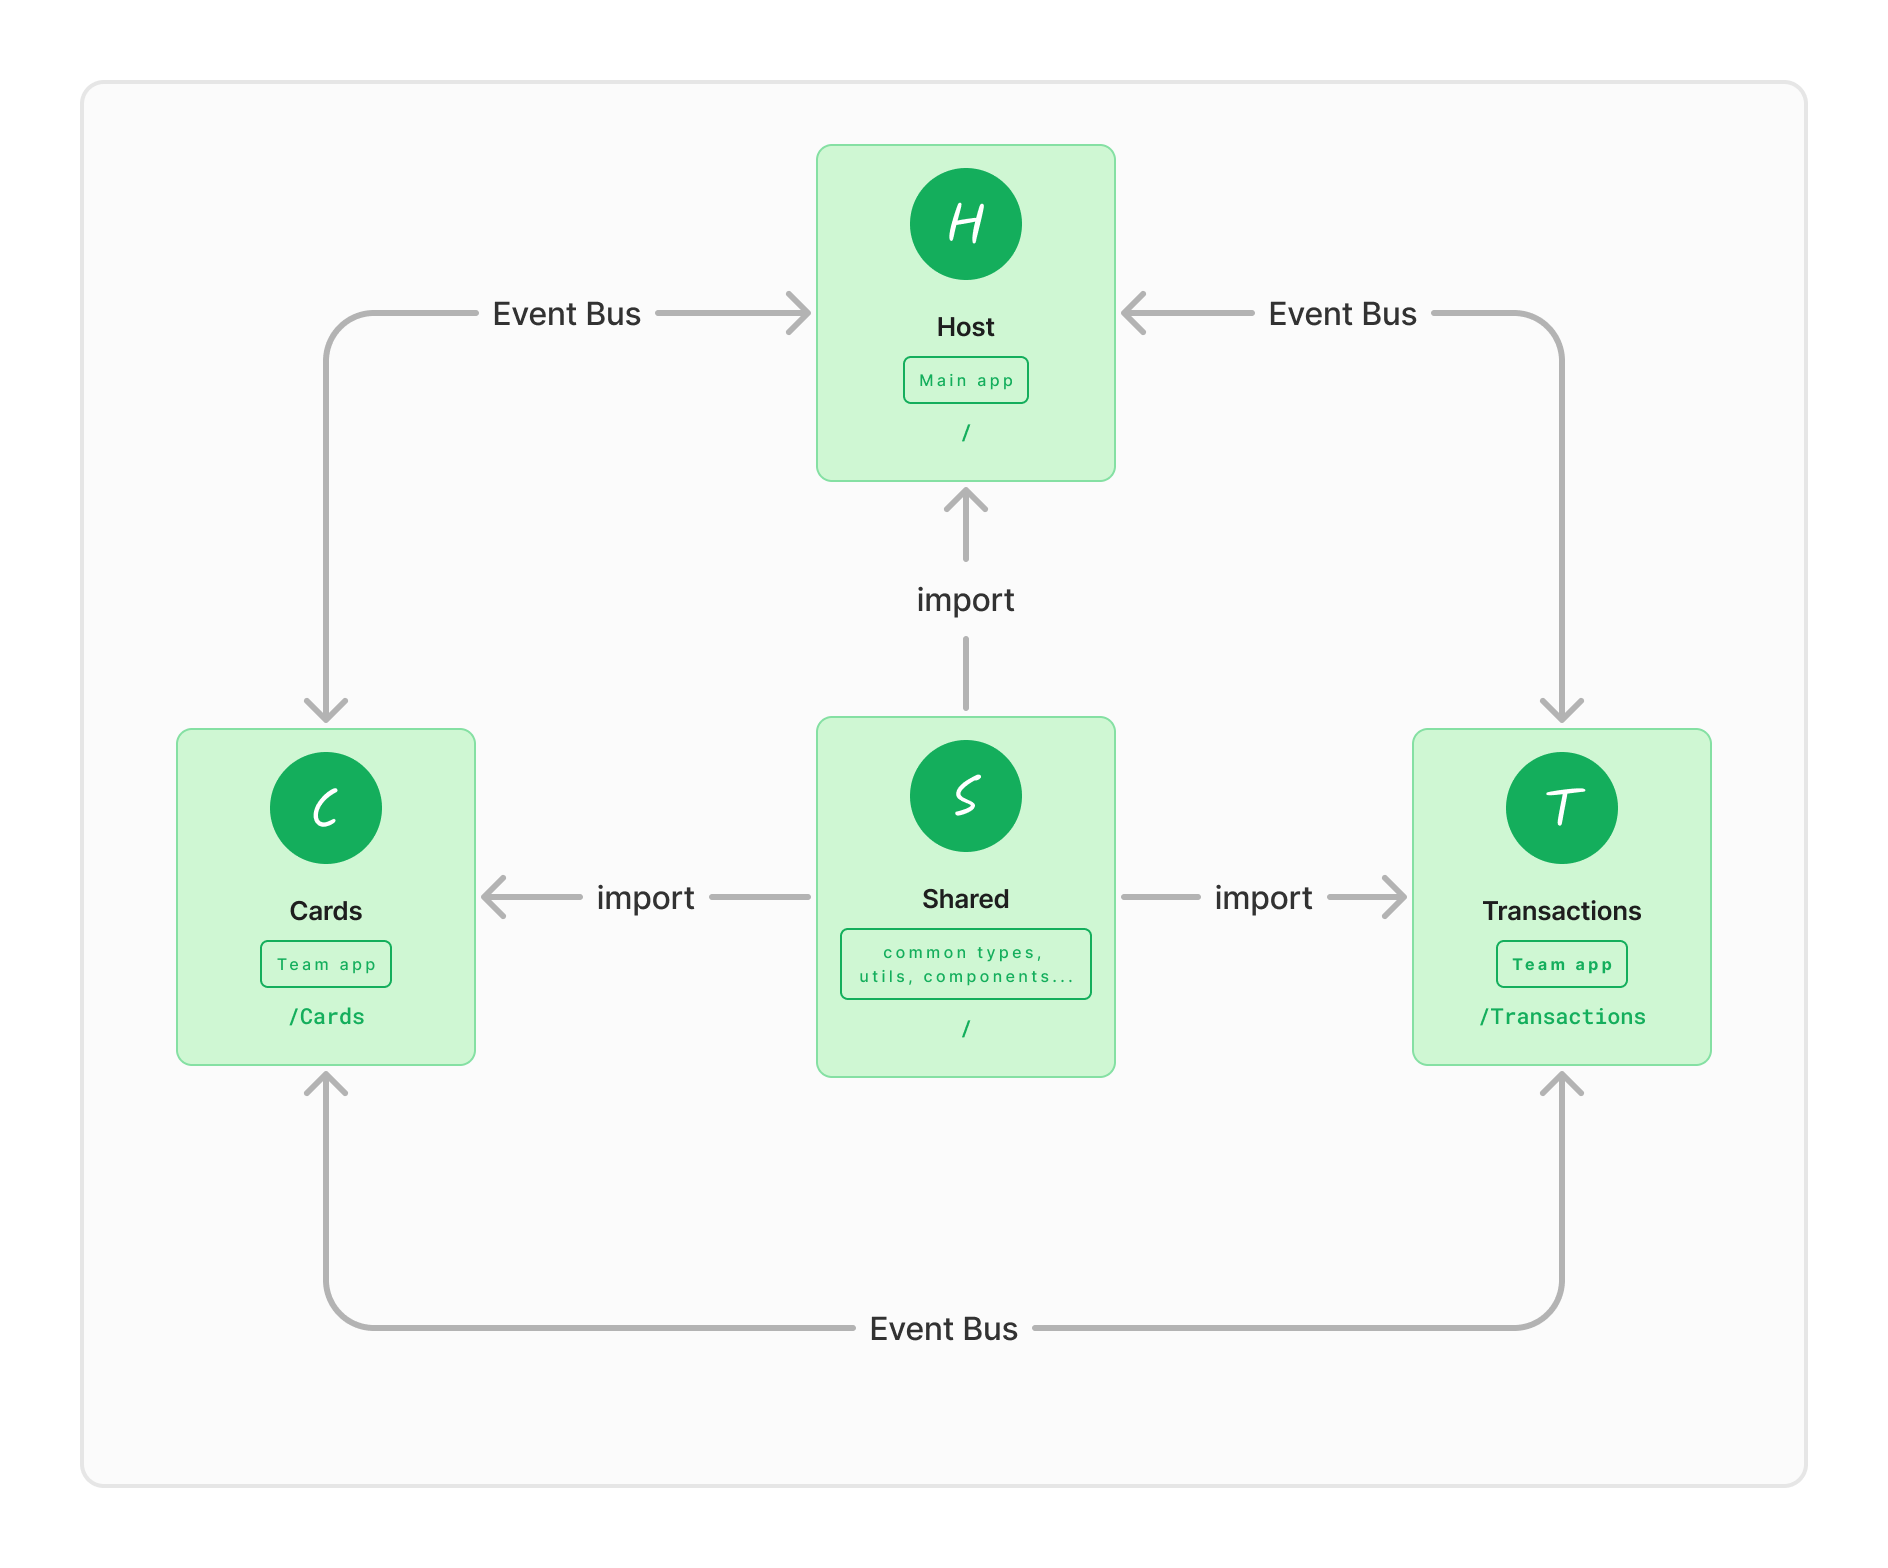 H
Event Bus
Event Bus
Host
Main app
/
import
C
S
T
Cards
import
Shared
import
Transactions
Team app
common types,
utils, components...
Team app
/Cards
/
/Transactions
Event Bus